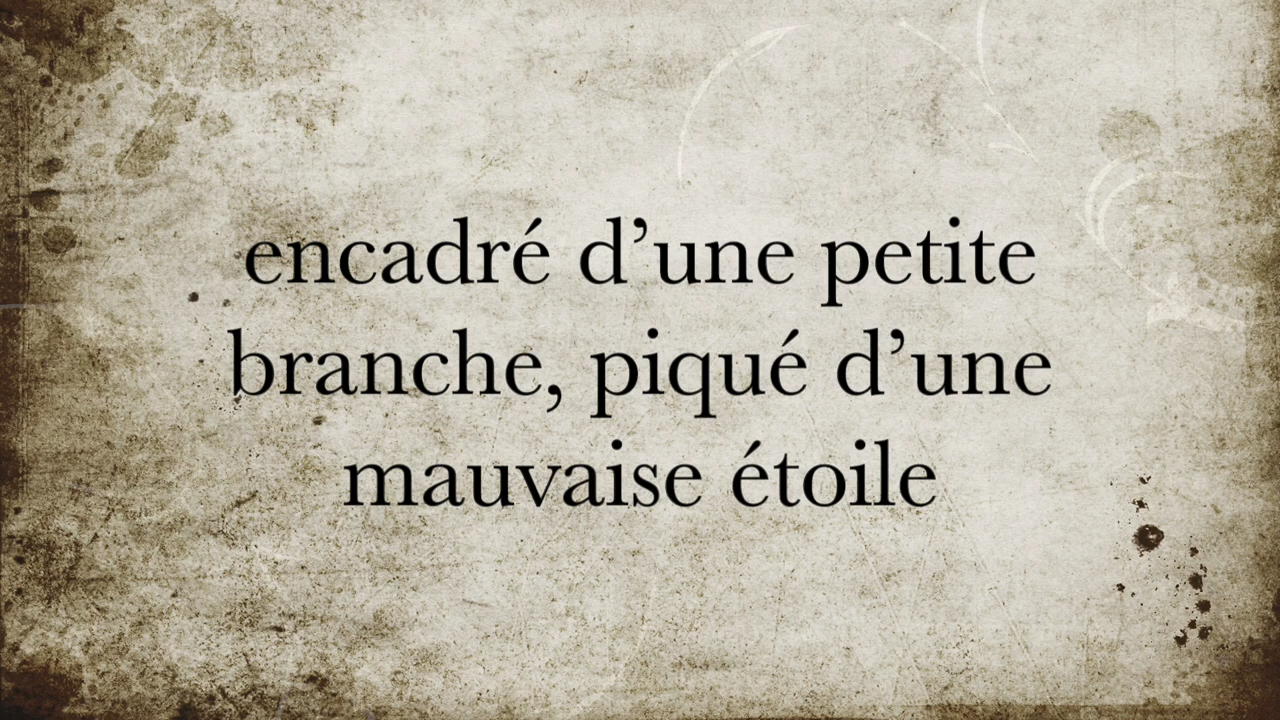 encadré d’une petite
branche, piqué d’une
mauvaise étoile